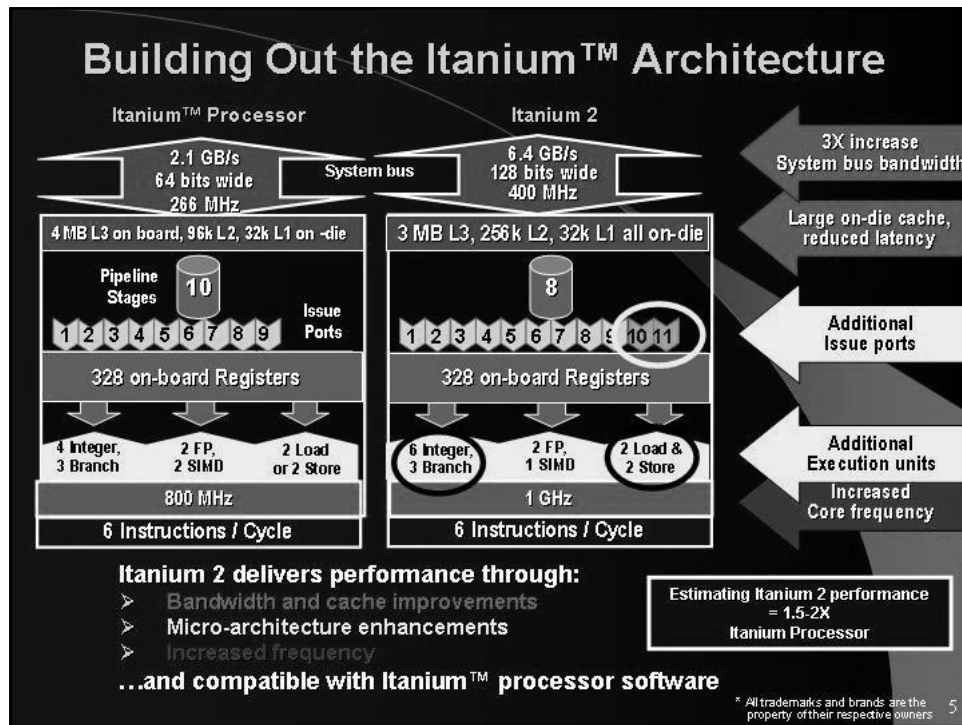 Building Out the Itanium™ Architecture
Itanium™ Processor
Itanium 2
2.1 GB/s
64 bits wide
266 MHz
System bus
6.4 GB/s
128 bits wide
400 MHz
3X increase
System bus bandwidth
4 MB L3 on board, 96k L2, 32k L1 on -die
3 MB L3, 256k L2, 32k L1 all on-die
Large on-die cache,
reduced latency
Pipeline
Stages
10
Issue
Ports
8
1 2 3 4 5 6 7 8 9
1 2 3 4 5 6 7 8 9 10 11
Additional
Issue ports
328 on-board Registers
328 on-board Registers
4 Integer,
3 Branch
2 FP,
2 SIMD
2 Load
or 2 Store
6 Integer,
3 Branch
2 FP,
1 SIMD
2 Load &
2 Store
Additional
Execution units
800 MHz
1 GHz
Increased
Core frequency
6 Instructions / Cycle
6 Instructions / Cycle
Itanium 2 delivers performance through:
➢ Bandwidth and cache improvements
➢ Micro-architecture enhancements
➢ Increased frequency
...and compatible with Itanium™ processor software
Estimating Itanium 2 performance
= 1.5-2X
Itanium Processor
* All trademarks and brands are the
property of their respective owners
5